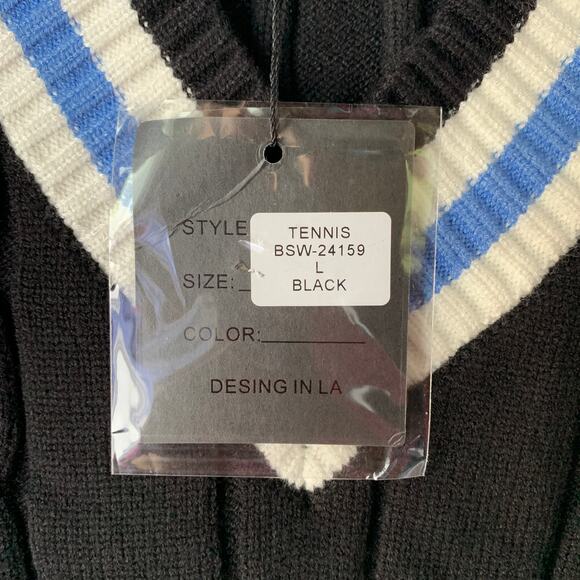 STYLE
TENNIS
BSW-24159
L
BLACK
SIZE:
COLOR:
DESING IN LA